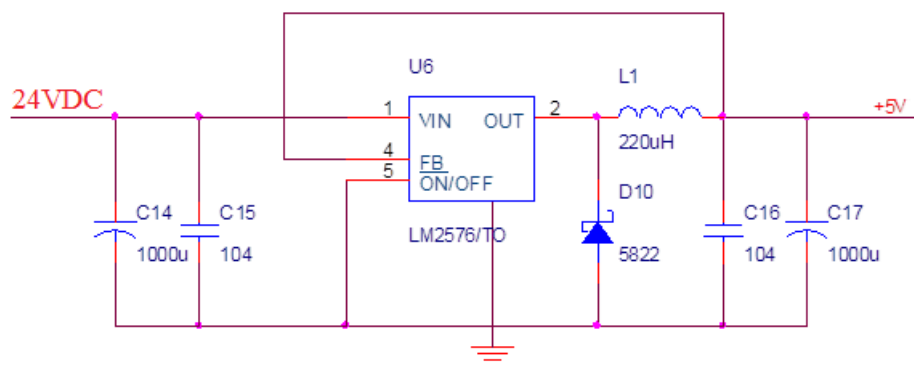 U6
L1
24VDC
1
VIN
OUT
2
+5V
220uH
4
FB
5
ON/OFF
C14
C15
D10
C16
C17
LM2576/TO
1000u
104
5822
104
1000u